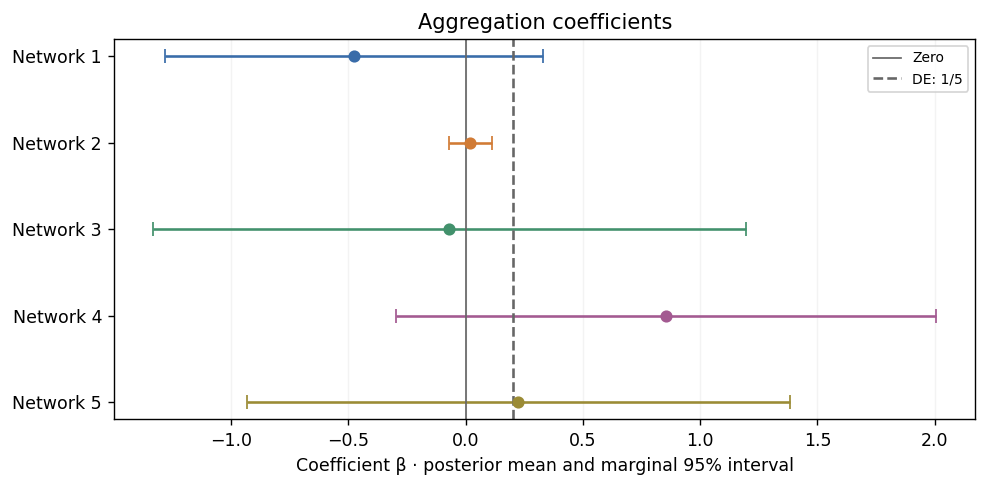 Aggregation coefficients
Network 1
Network 2
Network 3
Network 4
Network 5
Zero
DE: 1/5
−1.0
−0.5
0.0
0.5
1.0
1.5
2.0
Coefficient β · posterior mean and marginal 95% interval